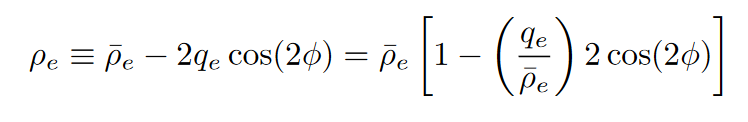 ρ_e ≡ ρ̄_e − 2q_e cos(2ϕ) = ρ̄_e [1 − (q_e / ρ̄_e) 2 cos(2ϕ)]